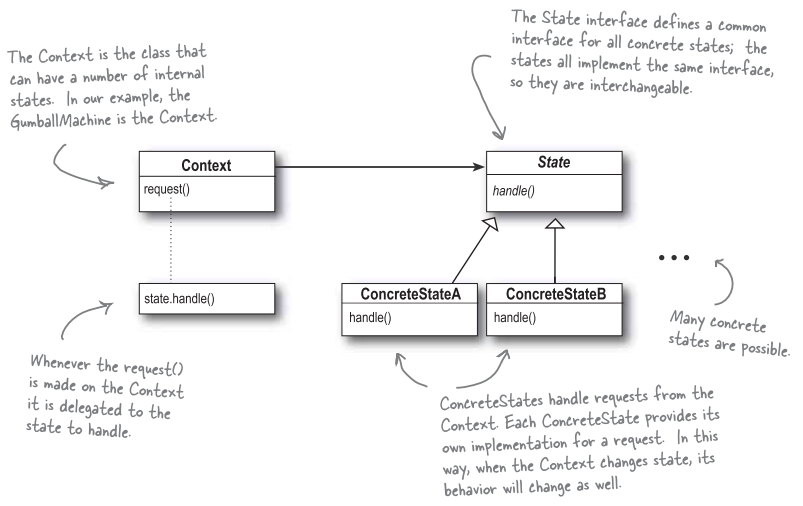 The State interface defines a common
interface for all concrete states; the
states all implement the same interface,
so they are interchangeable.
The Context is the class that
can have a number of internal
states. In our example, the
GumballMachine is the Context.
Context
request()
State
handle()
state.handle()
ConcreteStateA
handle()
ConcreteStateB
handle()
• • •
Many concrete
states are possible.
Whenever the request()
is made on the Context
it is delegated to the
state to handle.
ConcreteStates handle requests from the
Context. Each ConcreteState provides its
own implementation for a request. In this
way, when the Context changes state, its
behavior will change as well.